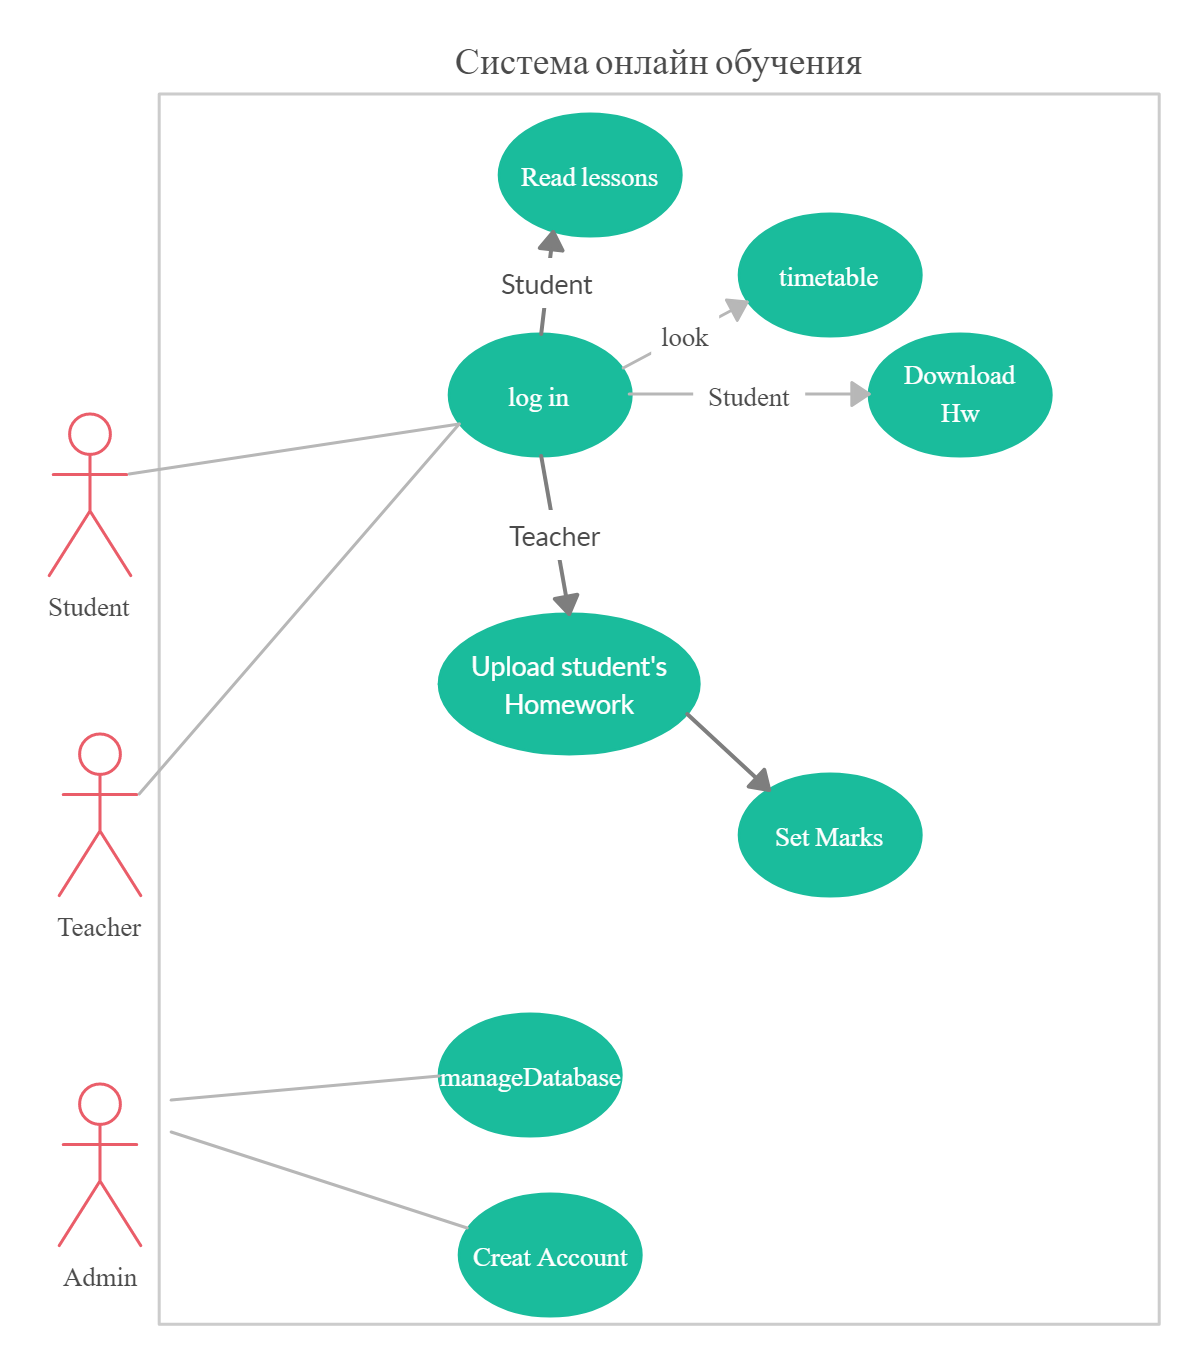 Система онлайн обучения
Read lessons
timetable
Student
look
Download
Hw
log in
Student
Teacher
Student
Upload student's
Homework
Set Marks
Teacher
manageDatabase
Creat Account
Admin